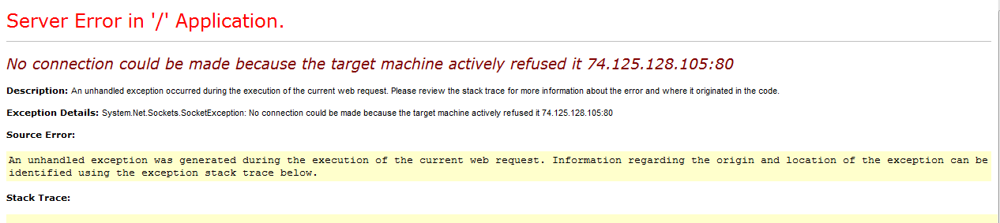 Server Error in '/' Application.
No connection could be made because the target machine actively refused it 74.125.128.105:80
Description: An unhandled exception occurred during the execution of the current web request. Please review the stack trace for more information about the error and where it originated in the code.
Exception Details: System.Net.Sockets.SocketException: No connection could be made because the target machine actively refused it 74.125.128.105:80
Source Error:
An unhandled exception was generated during the execution of the current web request. Information regarding the origin and location of the exception can be
identified using the exception stack trace below.
Stack Trace: